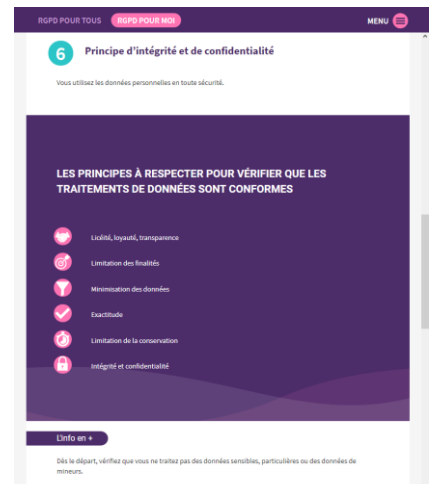 RGPD POUR TOUS RGPD POUR MOI MENU
6 Principe d'intégrité et de confidentialité
Vous utilisez les données personnelles en toute sécurité.
LES PRINCIPES À RESPECTER POUR VÉRIFIER QUE LES
TRAITEMENTS DE DONNÉES SONT CONFORMES
Licéité, loyauté, transparence
Limitation des finalités
Minimisation des données
Exactitude
Limitation de la conservation
Intégrité et confidentialité
L'info en +
Dès le départ, vérifiez que vous ne traitez pas des données sensibles, particulières ou des données de
mineurs.